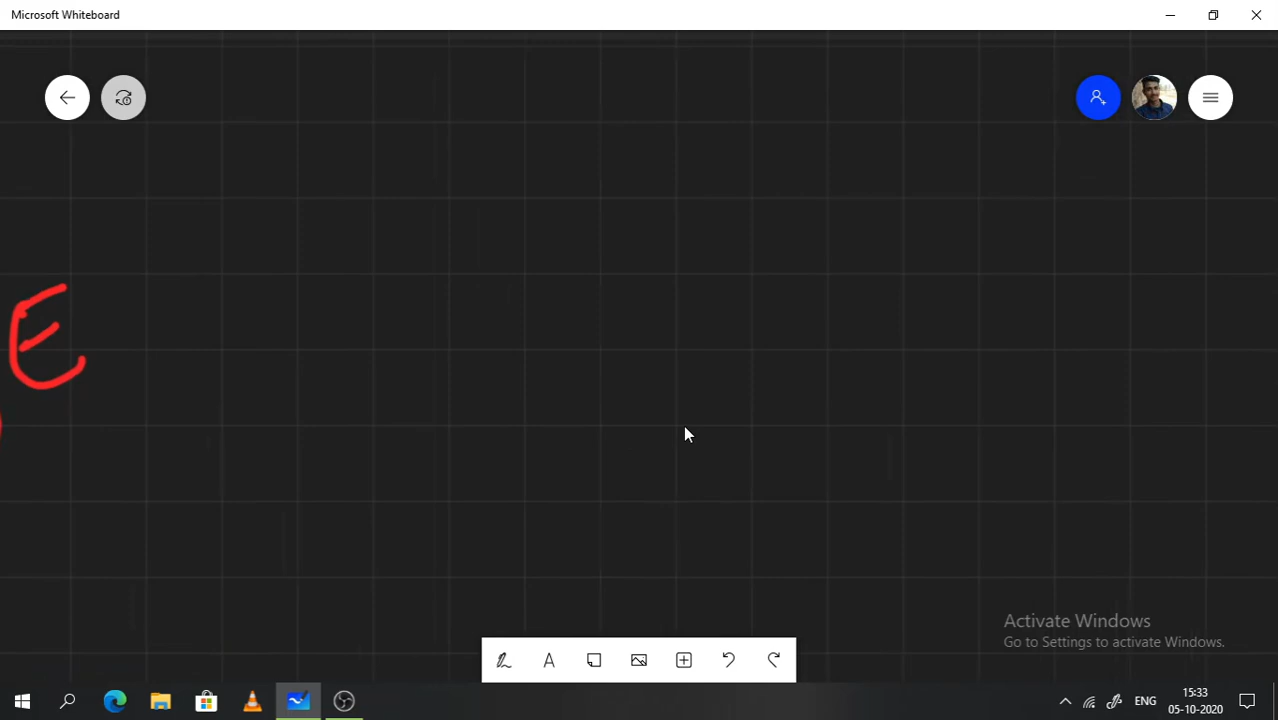 Microsoft Whiteboard
E
Activate Windows
Go to Settings to activate Windows.
ENG
15:33
05-10-2020